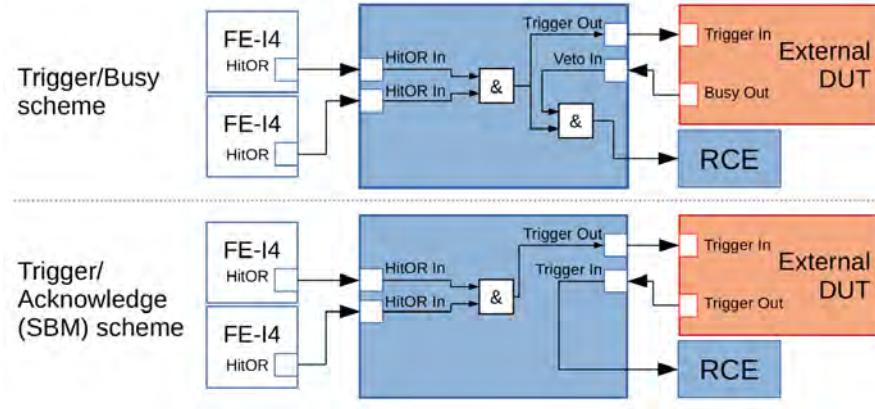 Trigger/Busy
scheme
FE-I4
HitOR
FE-I4
HitOR
HitOR In
HitOR In
&
Trigger Out
Veto In
&
Trigger In
External
DUT
Busy Out
RCE
Trigger/
Acknowledge
(SBM) scheme
FE-I4
HitOR
FE-I4
HitOR
HitOR In
HitOR In
&
Trigger Out
Trigger In
Trigger In
External
DUT
Trigger Out
RCE